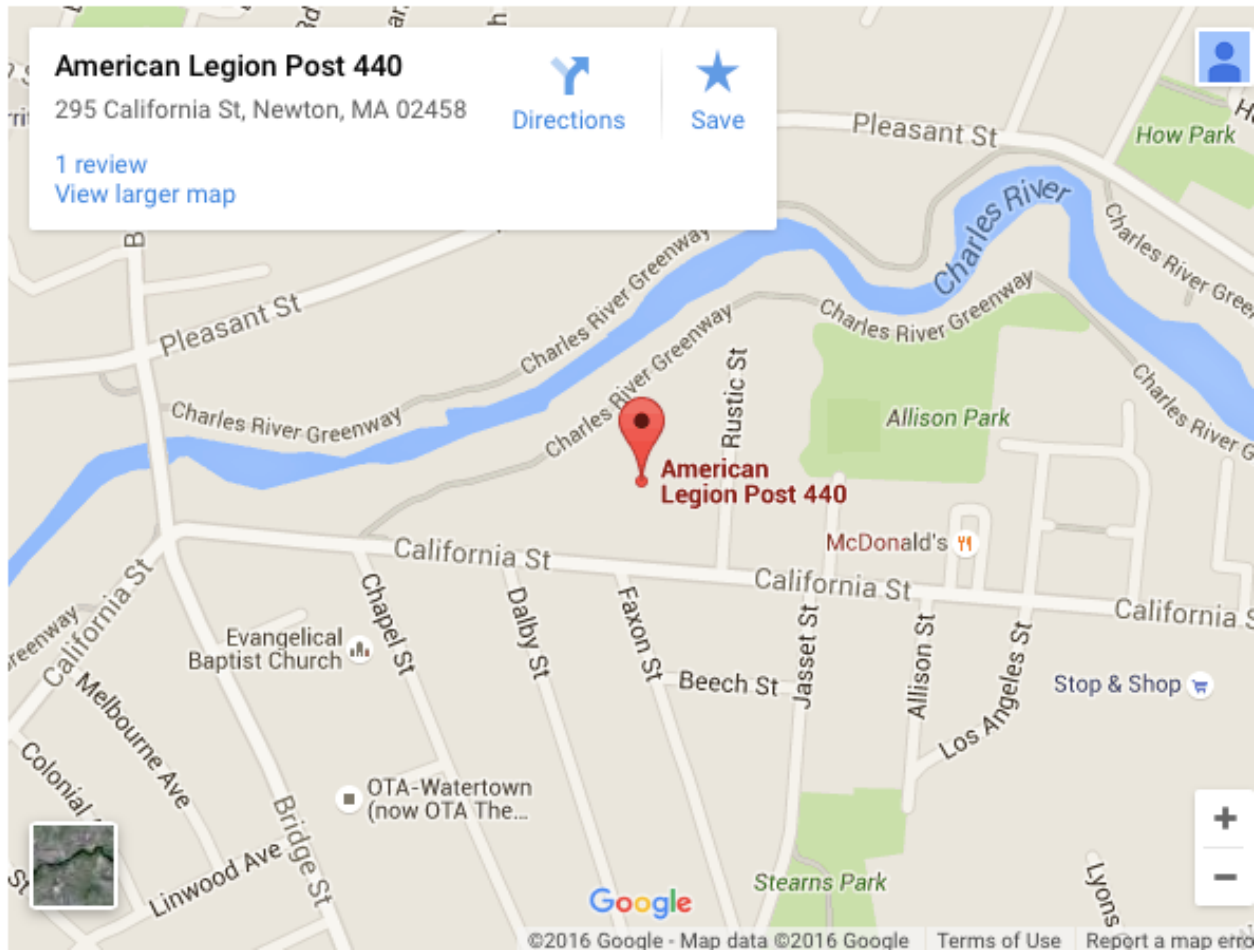 American Legion Post 440
295 California St, Newton, MA 02458
Directions
Save
1 review
View larger map
Pleasant St
How Park
Charles River
Charles River Greenway
Charles River
Pleasant St
Charles River Greenway
Charles River Greenway
Charles River Greenway
Charles River
Charles River Greenway
Rustic St
Allison Park
American
Legion Post 440
McDonald's
California St
California St
California S
California St
Greenway
Chapel St
Dalby St
Faxon St
Jasset St
Allison St
Los Angeles St
Evangelical
Baptist Church
Beech St
Stop & Shop
Melbourne Ave
Colonial
OTA-Watertown
(now OTA The...
Bridge St
Linwood Ave
St
Stearns Park
Lyons
Google
+
−
©2016 Google - Map data ©2016 Google
Terms of Use
Report a map error